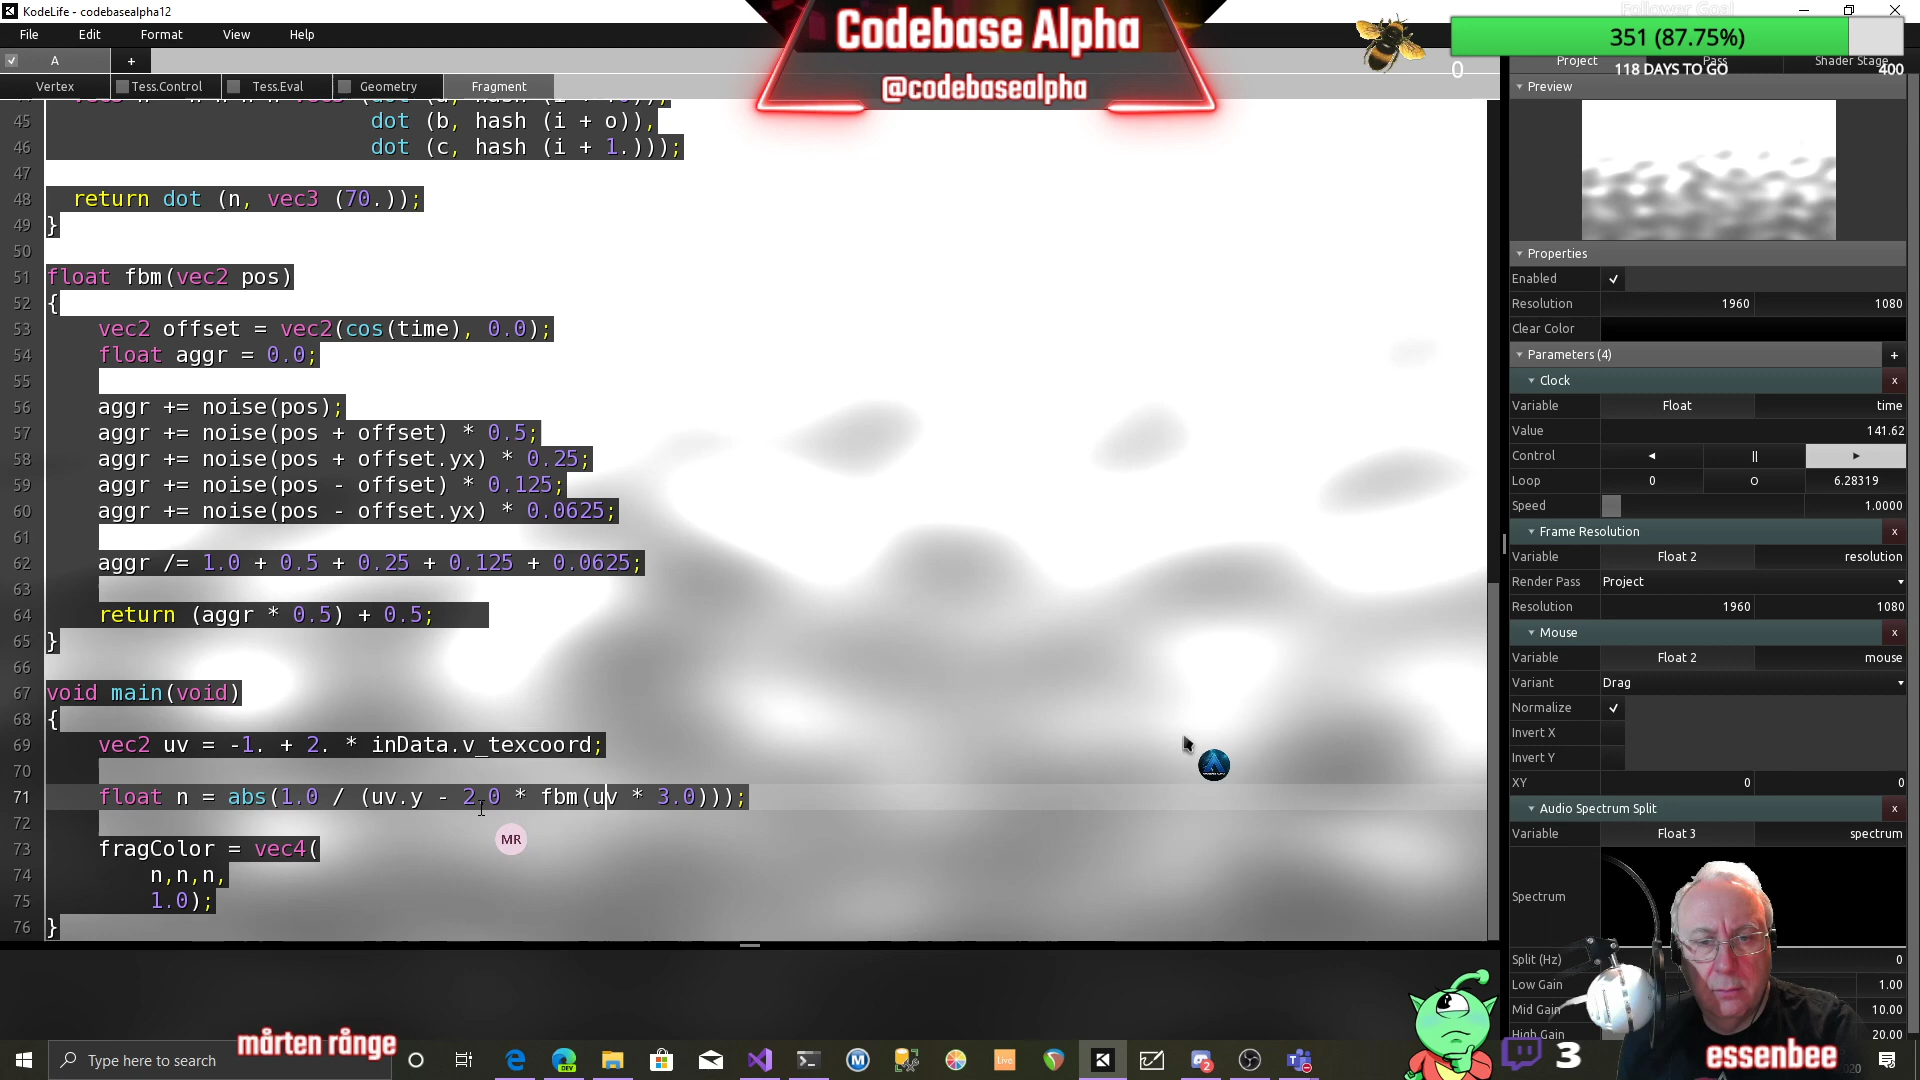 KodeLife - codebasealpha12
File Edit Format View Help
A +
Vertex Tess.Control Tess.Eval Geometry Fragment
45 dot (b, hash (i + o)),
46 dot (c, hash (i + 1.)));
47
48 return dot (n, vec3 (70.));
49 }
50
51 float fbm(vec2 pos)
52 {
53 vec2 offset = vec2(cos(time), 0.0);
54 float aggr = 0.0;
55
56 aggr += noise(pos);
57 aggr += noise(pos + offset) * 0.5;
58 aggr += noise(pos + offset.yx) * 0.25;
59 aggr += noise(pos - offset) * 0.125;
60 aggr += noise(pos - offset.yx) * 0.0625;
61
62 aggr /= 1.0 + 0.5 + 0.25 + 0.125 + 0.0625;
63
64 return (aggr * 0.5) + 0.5;
65 }
66
67 void main(void)
68 {
69 vec2 uv = -1. + 2. * inData.v_texcoord;
70
71 float n = abs(1.0 / (uv.y - 2.0 * fbm(uv * 3.0)));
72
73 fragColor = vec4(
74 n,n,n,
75 1.0);
76 }
MR
Codebase Alpha
@codebasealpha
Follower Goal
351 (87.75%)
0
118 DAYS TO GO
400
Project Pass Shader Stage
Preview
Properties
Enabled
Resolution 1960 1080
Clear Color
Parameters (4) +
Clock x
Variable Float time
Value 141.62
Control
Loop 0 O 6.28319
Speed 1.0000
Frame Resolution x
Variable Float 2 resolution
Render Pass Project
Resolution 1960 1080
Mouse x
Variable Float 2 mouse
Variant Drag
Normalize
Invert X
Invert Y
XY 0 0
Audio Spectrum Split x
Variable Float 3 spectrum
Spectrum
Split (Hz) 0
Low Gain 1.00
Mid Gain 10.00
High Gain 20.00
mårten rånge
Type here to search
3
essenbee